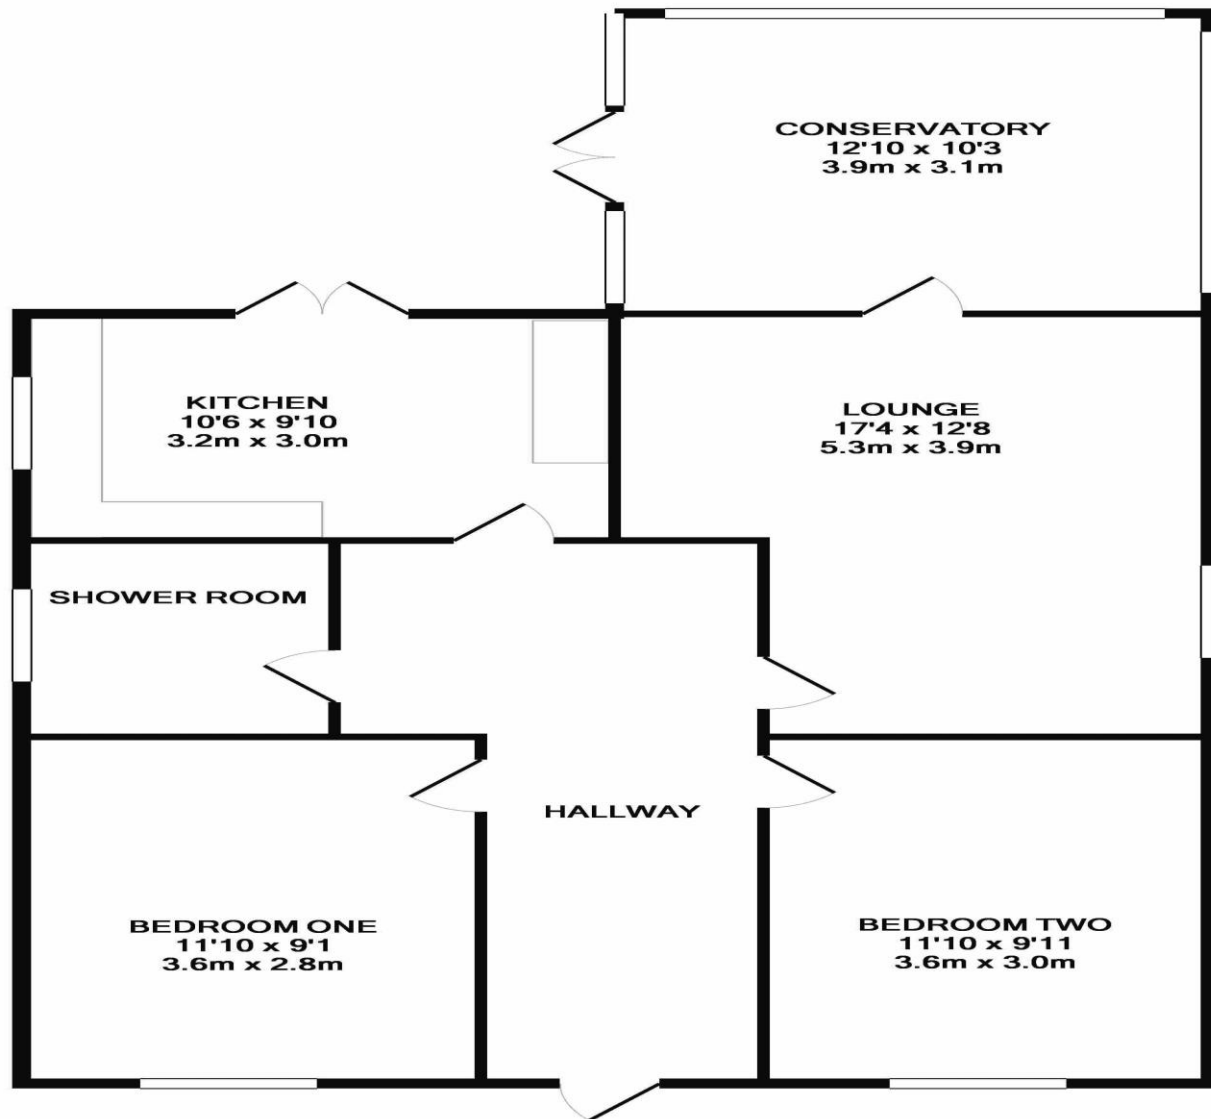 CONSERVATORY
12'10 x 10'3
3.9m x 3.1m
KITCHEN
10'6 x 9'10
3.2m x 3.0m
LOUNGE
17'4 x 12'8
5.3m x 3.9m
SHOWER ROOM
HALLWAY
BEDROOM ONE
11'10 x 9'1
3.6m x 2.8m
BEDROOM TWO
11'10 x 9'11
3.6m x 3.0m